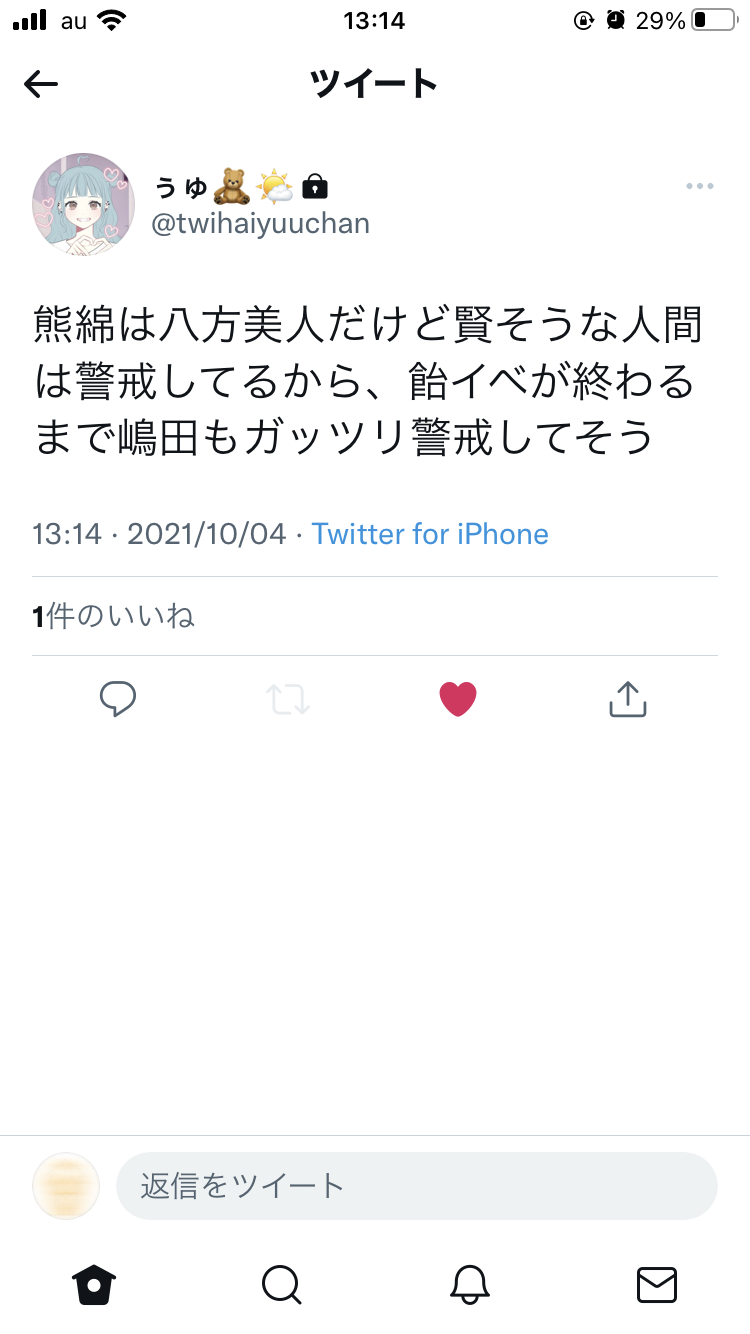 au 13:14 29%
ツイート
うゆ🧸🌤️🔒
@twihaiyuuchan
熊綿は八方美人だけど賢そうな人間
は警戒してるから、飴イベが終わる
まで嶋田もガッツリ警戒してそう
13:14 · 2021/10/04 · Twitter for iPhone
1件のいいね
返信をツイート